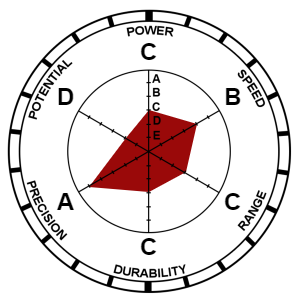 POWER
C
A
B
C
D
E
POTENTIAL
SPEED
D
B
A
C
PRECISION
RANGE
C
DURABILITY